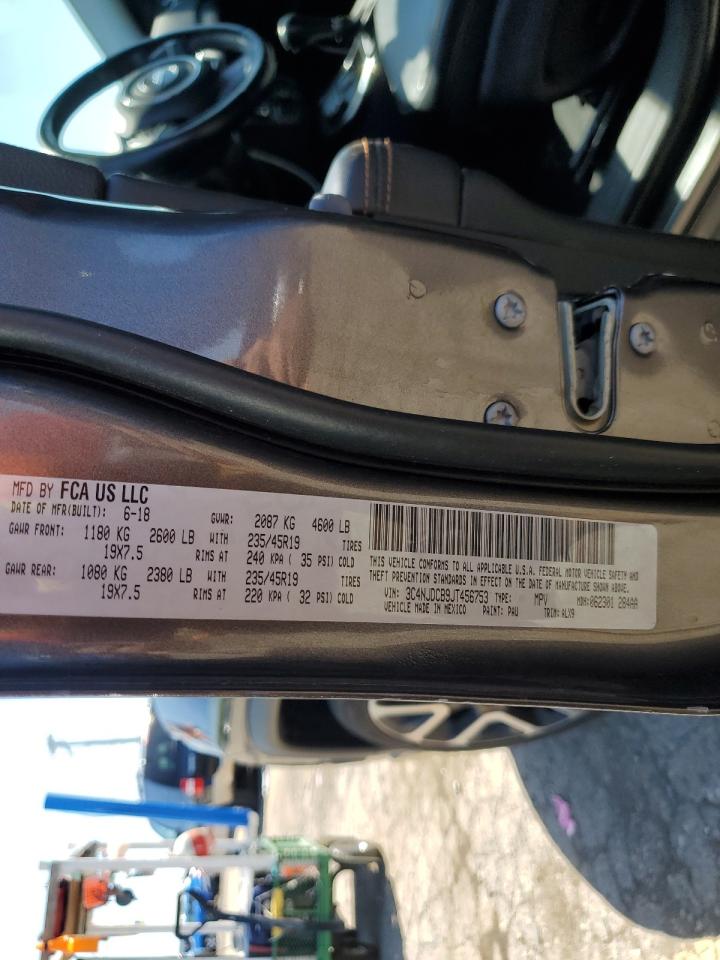 MFD BY FCA US LLC
DATE OF MFR(BUILT): 6-18 GVWR: 2087 KG 4600 LB
GAWR FRONT: 1180 KG 2600 LB WITH 235/45R19 TIRES
19X7.5 RIMS AT 240 KPA ( 35 PSI) COLD
GAWR REAR: 1080 KG 2380 LB WITH 235/45R19 TIRES
19X7.5 RIMS AT 220 KPA ( 32 PSI) COLD
THIS VEHICLE CONFORMS TO ALL APPLICABLE U.S.A. FEDERAL MOTOR VEHICLE SAFETY AND
THEFT PREVENTION STANDARDS IN EFFECT ON THE DATE OF MANUFACTURE SHOWN ABOVE.
VIN: 3C4NJDCB9JT456753 TYPE: MPV MDH:062301 284AA
VEHICLE MADE IN MEXICO PAINT: PAU TRIM: ALX9